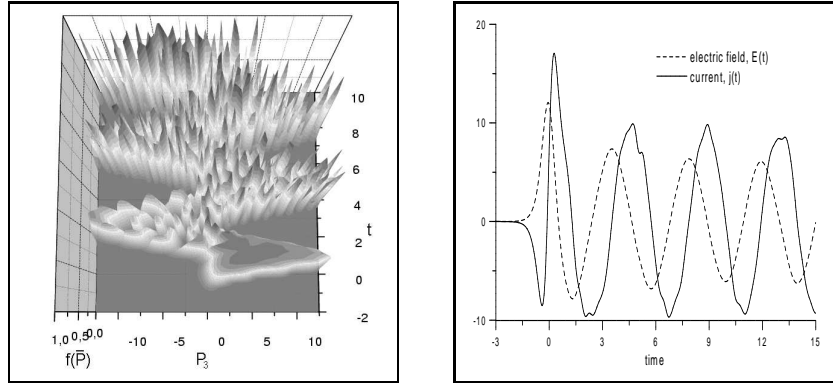 10
8
6
4
t
2
0
-2
1,0 0,5 0,0
-10 -5 0 5 10
f(P̅) P₃
20
10
0
-10
electric field, E(t)
current, j(t)
-3 0 3 6 9 12 15
time